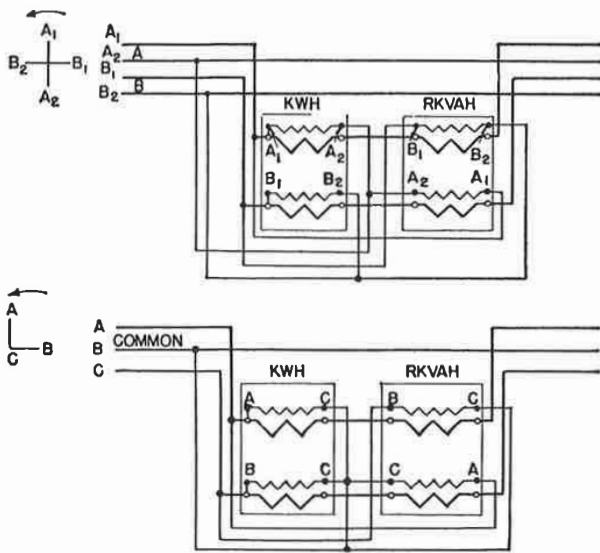 A₁
B₂ B₁
A₂
A₁
A₂ A
B₁
B₂ B
KWH RKVAH
A₁ A₂ B₁ B₂
B₁ B₂ A₂ A₁
A
C B
A
B COMMON
C
KWH RKVAH
A C B C
B C C A